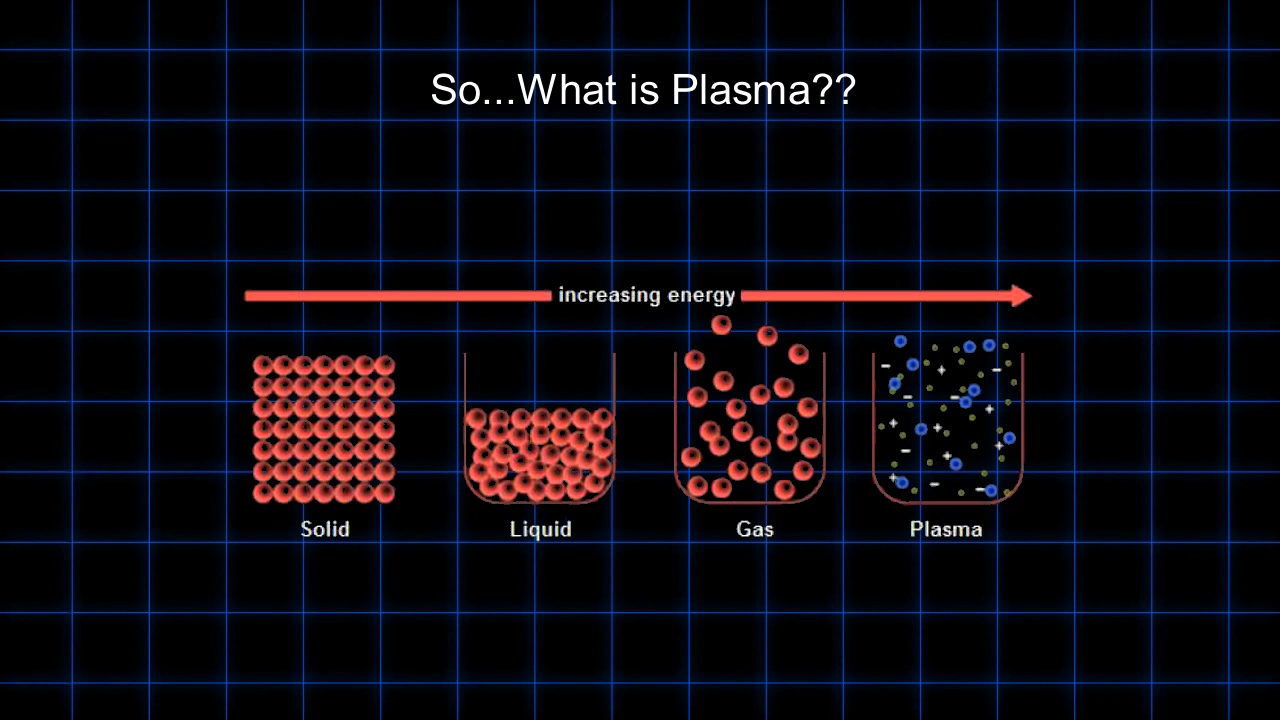 So...What is Plasma??
increasing energy
Solid
Liquid
Gas
Plasma